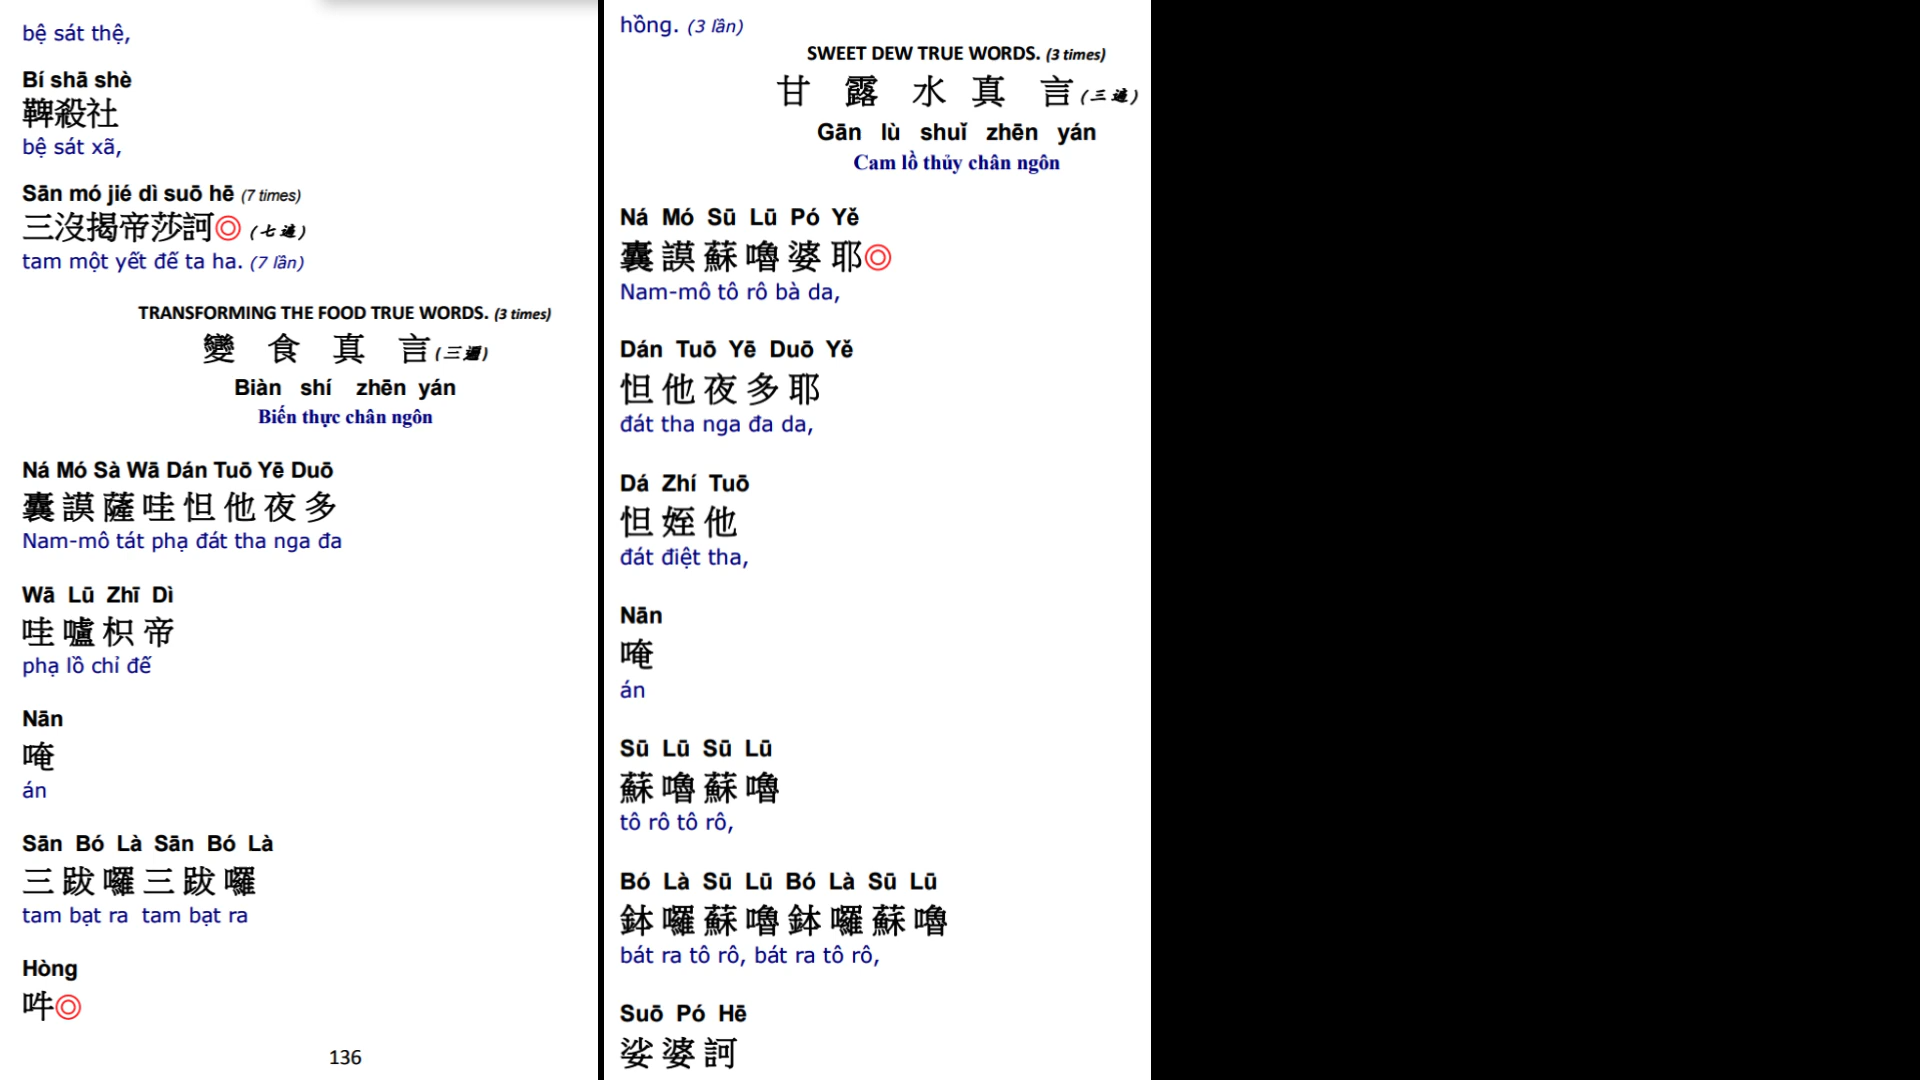 bệ sát thệ,
Bí shā shè
鞞殺社
bệ sát xã,
Sān mó jié dì suō hē (7 times)
三沒揭帝莎訶◎ (七遍)
tam một yết đế ta ha. (7 lần)
TRANSFORMING THE FOOD TRUE WORDS. (3 times)
變 食 真 言 (三遍)
Biàn shí zhēn yán
Biến thực chân ngôn
Ná Mó Sà Wā Dán Tuō Yē Duō
囊謨薩哇怛他夜多
Nam-mô tát phạ đát tha nga đa
Wā Lū Zhī Dì
哇嚧枳帝
phạ lồ chỉ đế
Nān
唵
án
Sān Bó Là Sān Bó Là
三跋囉三跋囉
tam bạt ra tam bạt ra
Hòng
吽◎
136
hồng. (3 lần)
SWEET DEW TRUE WORDS. (3 times)
甘 露 水 真 言 (三遍)
Gān lù shuǐ zhēn yán
Cam lồ thủy chân ngôn
Ná Mó Sū Lū Pó Yě
囊謨蘇嚕婆耶◎
Nam-mô tô rô bà da,
Dán Tuō Yē Duō Yě
怛他夜多耶
đát tha nga đa da,
Dá Zhí Tuō
怛姪他
đát điệt tha,
Nān
唵
án
Sū Lū Sū Lū
蘇嚕蘇嚕
tô rô tô rô,
Bó Là Sū Lū Bó Là Sū Lū
鉢囉蘇嚕鉢囉蘇嚕
bát ra tô rô, bát ra tô rô,
Suō Pó Hē
娑婆訶